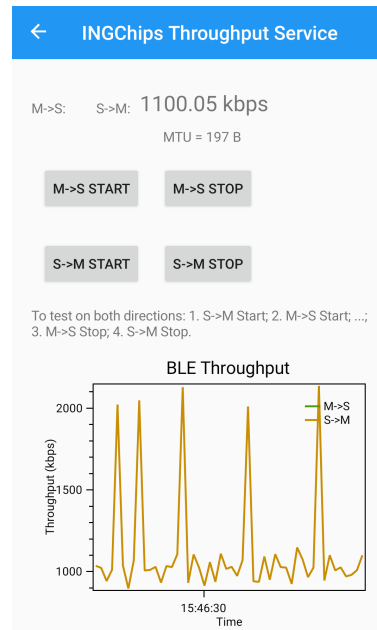 INGChips Throughput Service
M->S: S->M: 1100.05 kbps
MTU = 197 B
M->S START M->S STOP
S->M START S->M STOP
To test on both directions: 1. S->M Start; 2. M->S Start; ...;
3. M->S Stop; 4. S->M Stop.
BLE Throughput
M->S
S->M
Throughput (kbps)
2000
1500
1000
15:46:30
Time